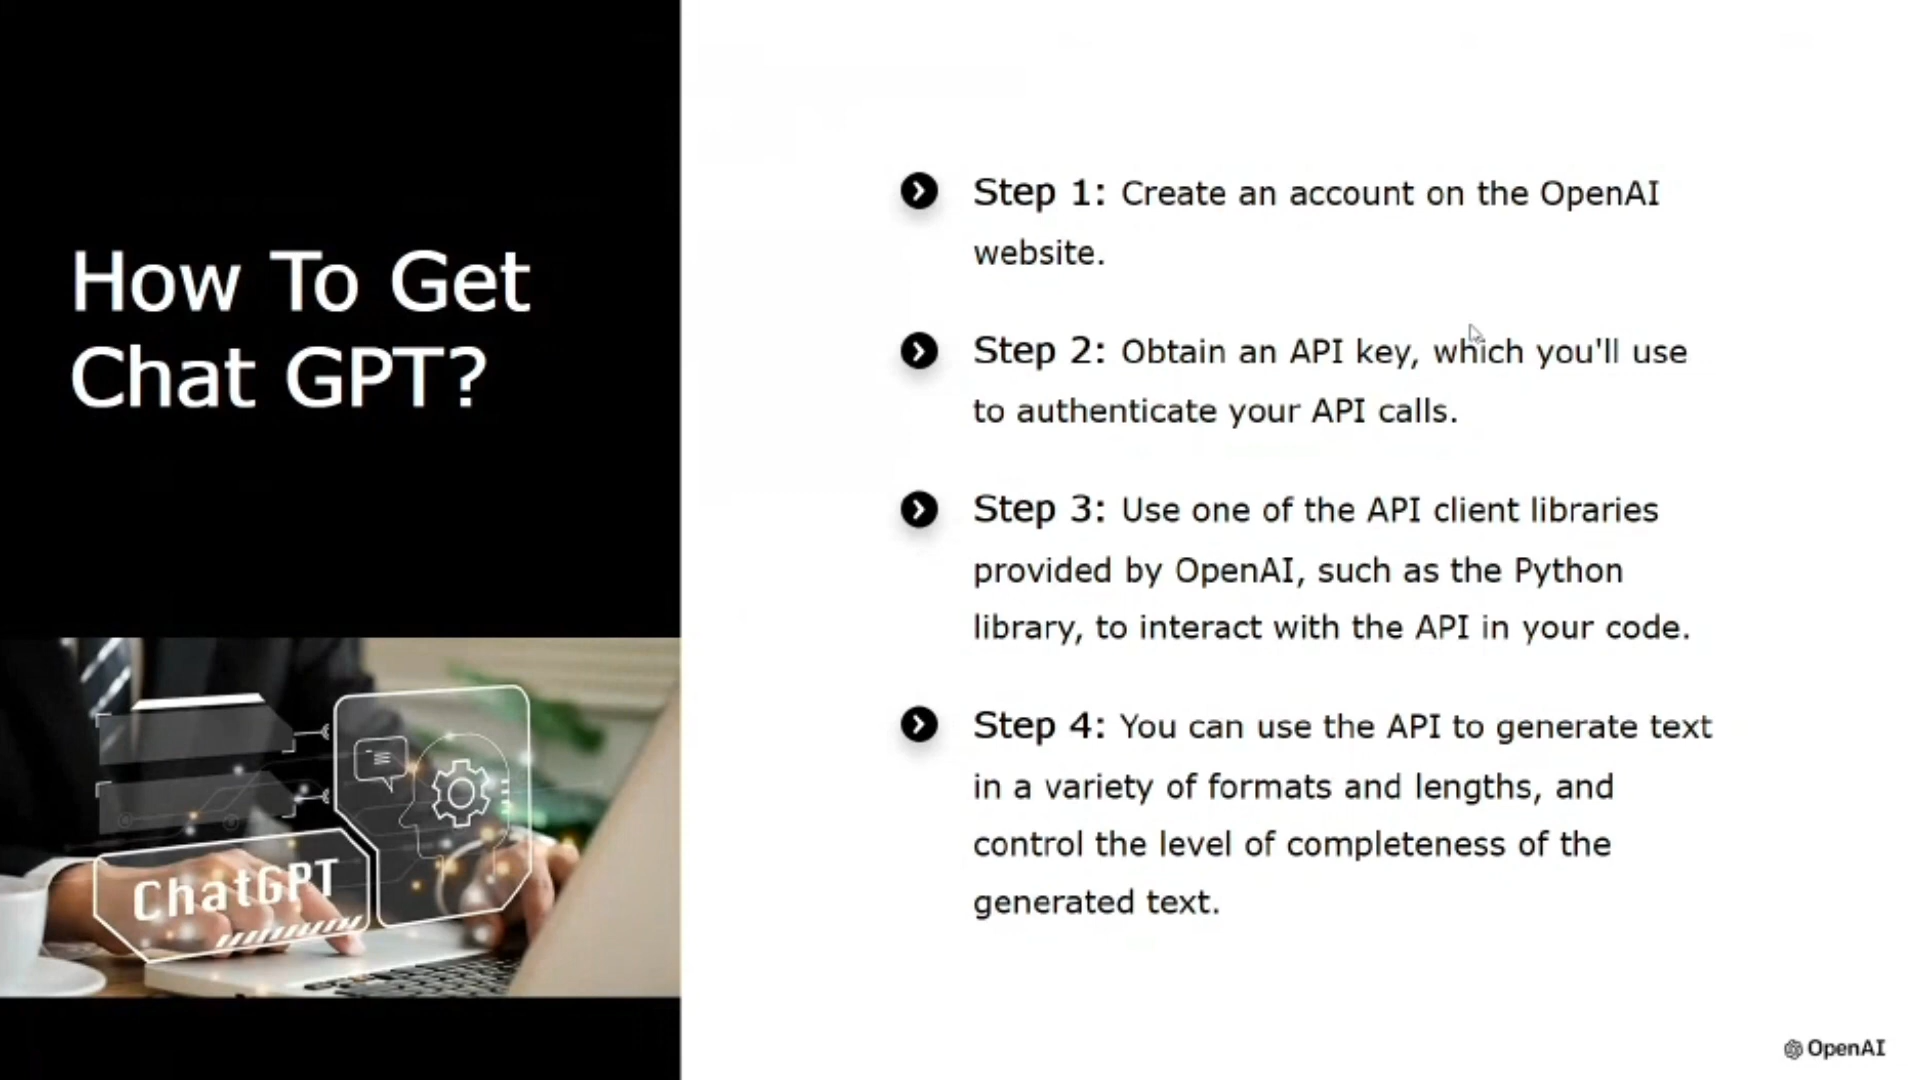 How To Get
Chat GPT?
Step 1: Create an account on the OpenAI
website.
Step 2: Obtain an API key, which you'll use
to authenticate your API calls.
Step 3: Use one of the API client libraries
provided by OpenAI, such as the Python
library, to interact with the API in your code.
Step 4: You can use the API to generate text
in a variety of formats and lengths, and
control the level of completeness of the
generated text.
ChatGPT
OpenAI